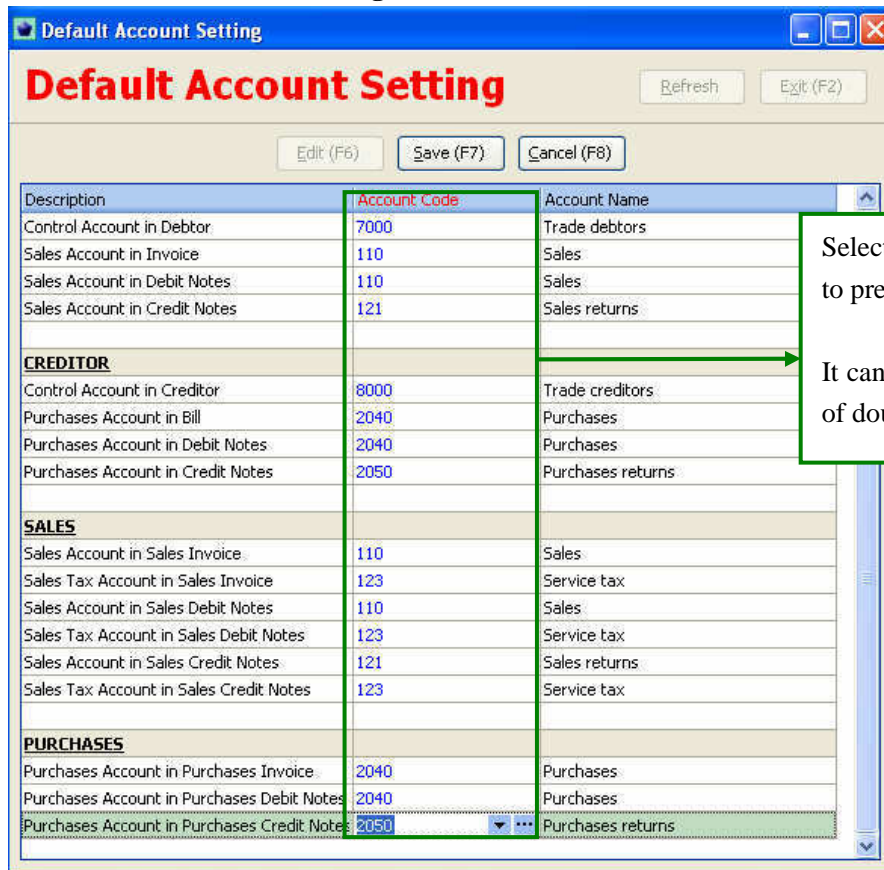 Default Account Setting
Default Account Setting
Refresh Exit (F2)
Edit (F6) Save (F7) Cancel (F8)
Description Account Code Account Name
Control Account in Debtor 7000 Trade debtors
Sales Account in Invoice 110 Sales
Sales Account in Debit Notes 110 Sales
Sales Account in Credit Notes 121 Sales returns
CREDITOR
Control Account in Creditor 8000 Trade creditors
Purchases Account in Bill 2040 Purchases
Purchases Account in Debit Notes 2040 Purchases
Purchases Account in Credit Notes 2050 Purchases returns
SALES
Sales Account in Sales Invoice 110 Sales
Sales Tax Account in Sales Invoice 123 Service tax
Sales Account in Sales Debit Notes 110 Sales
Sales Tax Account in Sales Debit Notes 123 Service tax
Sales Account in Sales Credit Notes 121 Sales returns
Sales Tax Account in Sales Credit Notes 123 Service tax
PURCHASES
Purchases Account in Purchases Invoice 2040 Purchases
Purchases Account in Purchases Debit Notes 2040 Purchases
Purchases Account in Purchases Credit Notes 2050 Purchases returns
to
It can
of